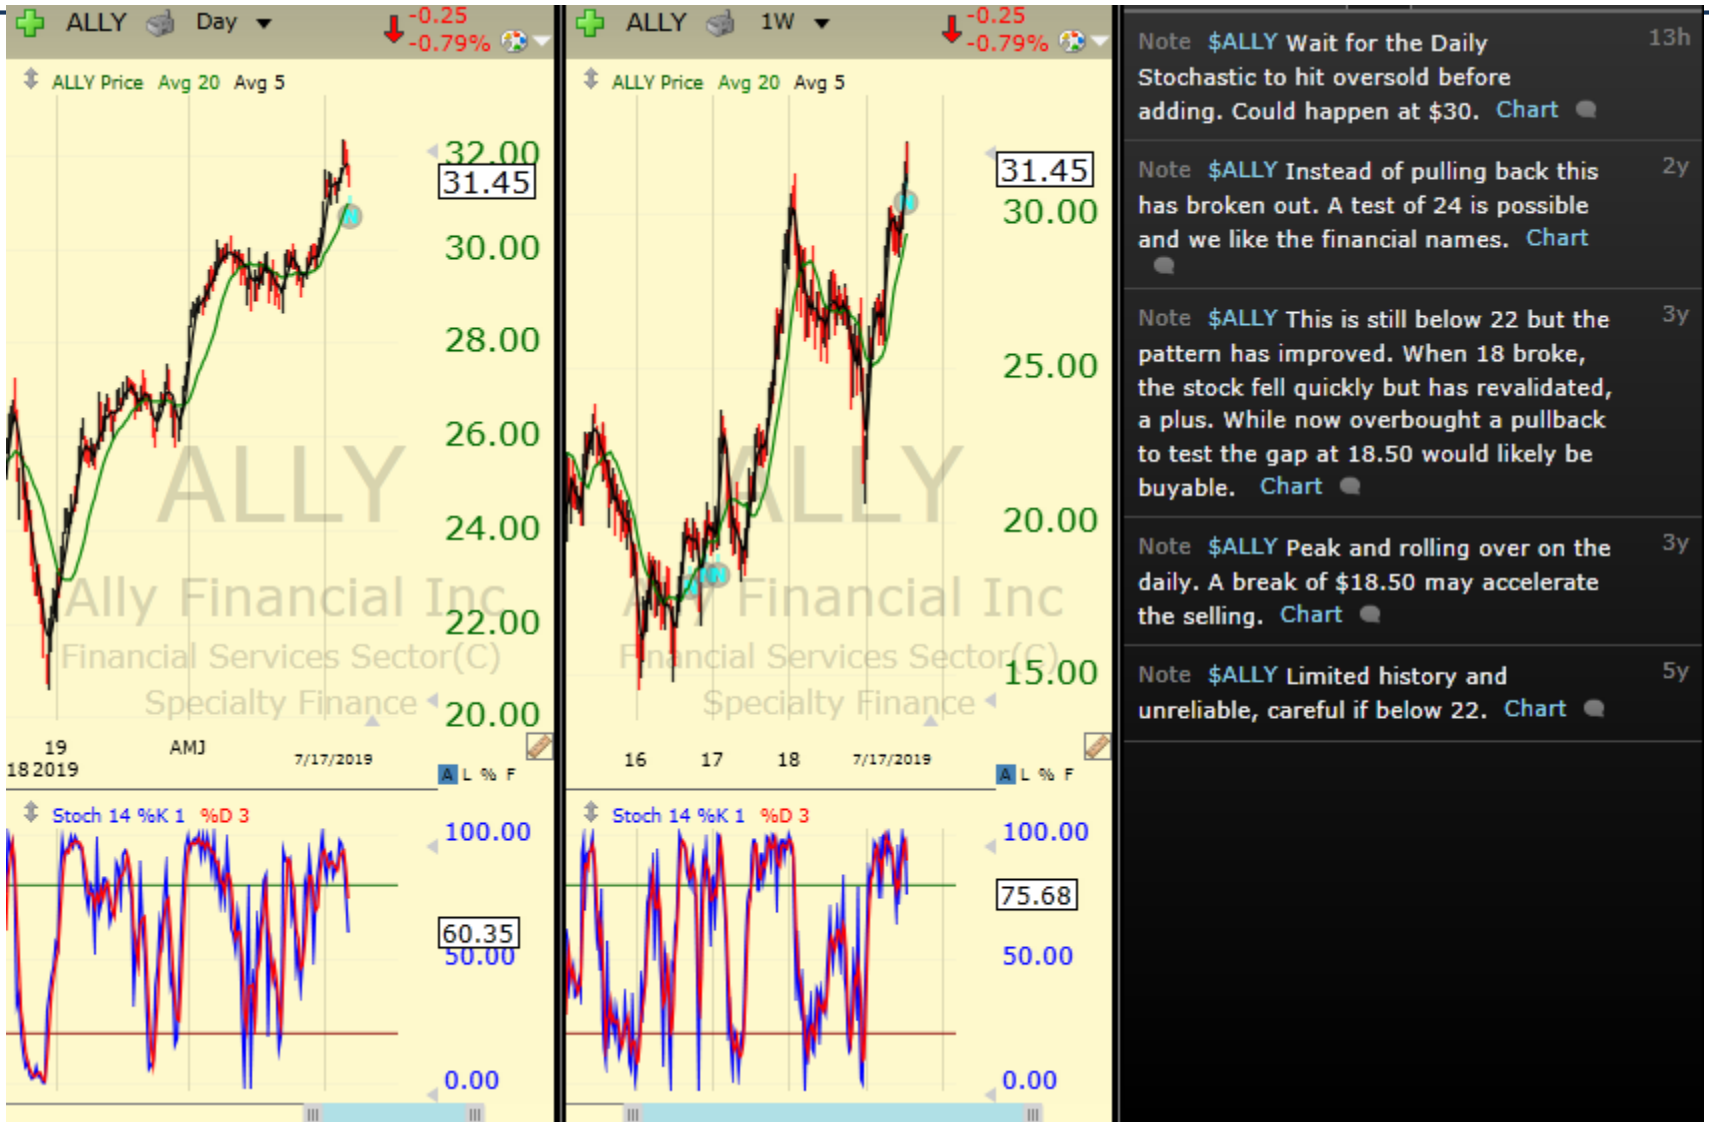 ALLY Day
-0.25
-0.79%
ALLY Price Avg 20 Avg 5
32.00
31.45
30.00
28.00
26.00
24.00
22.00
20.00
ALLY
Ally Financial Inc
Financial Services Sector(C)
Specialty Finance
N
19 AMJ 7/17/2019
18 2019
A L % F
Stoch 14 %K 1 %D 3
100.00
60.35
50.00
0.00
ALLY 1W
-0.25
-0.79%
ALLY Price Avg 20 Avg 5
31.45
30.00
25.00
20.00
15.00
ALLY
Ally Financial Inc
Financial Services Sector(C)
Specialty Finance
N
16 17 18 7/17/2019
A L % F
Stoch 14 %K 1 %D 3
100.00
75.68
50.00
0.00
Note $ALLY Wait for the Daily 13h
Stochastic to hit oversold before
adding. Could happen at $30. Chart
Note $ALLY Instead of pulling back this 2y
has broken out. A test of 24 is possible
and we like the financial names. Chart
Note $ALLY This is still below 22 but the 3y
pattern has improved. When 18 broke,
the stock fell quickly but has revalidated,
a plus. While now overbought a pullback
to test the gap at 18.50 would likely be
buyable. Chart
Note $ALLY Peak and rolling over on the 3y
daily. A break of $18.50 may accelerate
the selling. Chart
Note $ALLY Limited history and 5y
unreliable, careful if below 22. Chart